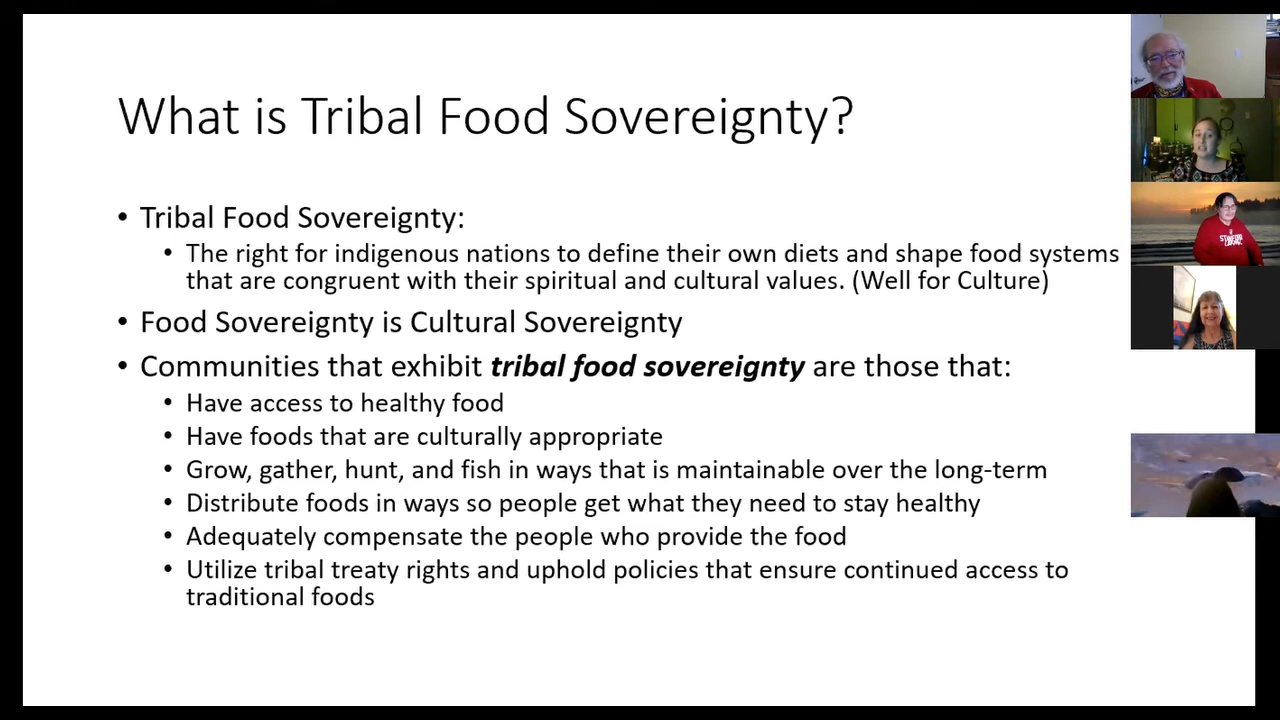 What is Tribal Food Sovereignty?
• Tribal Food Sovereignty:
• The right for indigenous nations to define their own diets and shape food systems
that are congruent with their spiritual and cultural values. (Well for Culture)
• Food Sovereignty is Cultural Sovereignty
• Communities that exhibit tribal food sovereignty are those that:
• Have access to healthy food
• Have foods that are culturally appropriate
• Grow, gather, hunt, and fish in ways that is maintainable over the long-term
• Distribute foods in ways so people get what they need to stay healthy
• Adequately compensate the people who provide the food
• Utilize tribal treaty rights and uphold policies that ensure continued access to
traditional foods